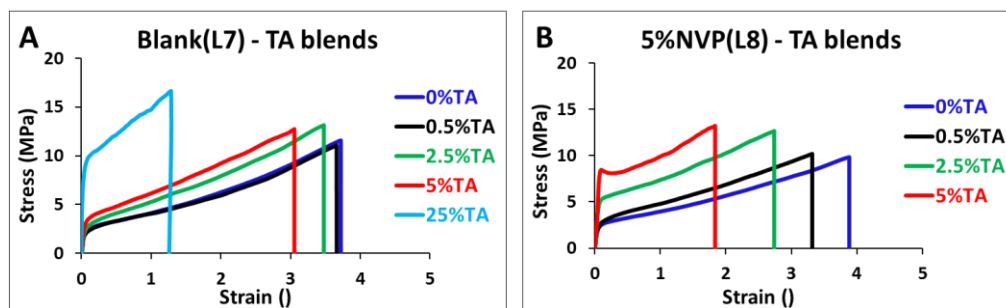 A
Blank(L7) - TA blends
Stress (MPa)
20
15
10
5
0
0 1 2 3 4 5
Strain ()
0%TA
0.5%TA
2.5%TA
5%TA
25%TA
B
5%NVP(L8) - TA blends
Stress (MPa)
20
15
10
5
0
0 1 2 3 4 5
Strain ()
0%TA
0.5%TA
2.5%TA
5%TA